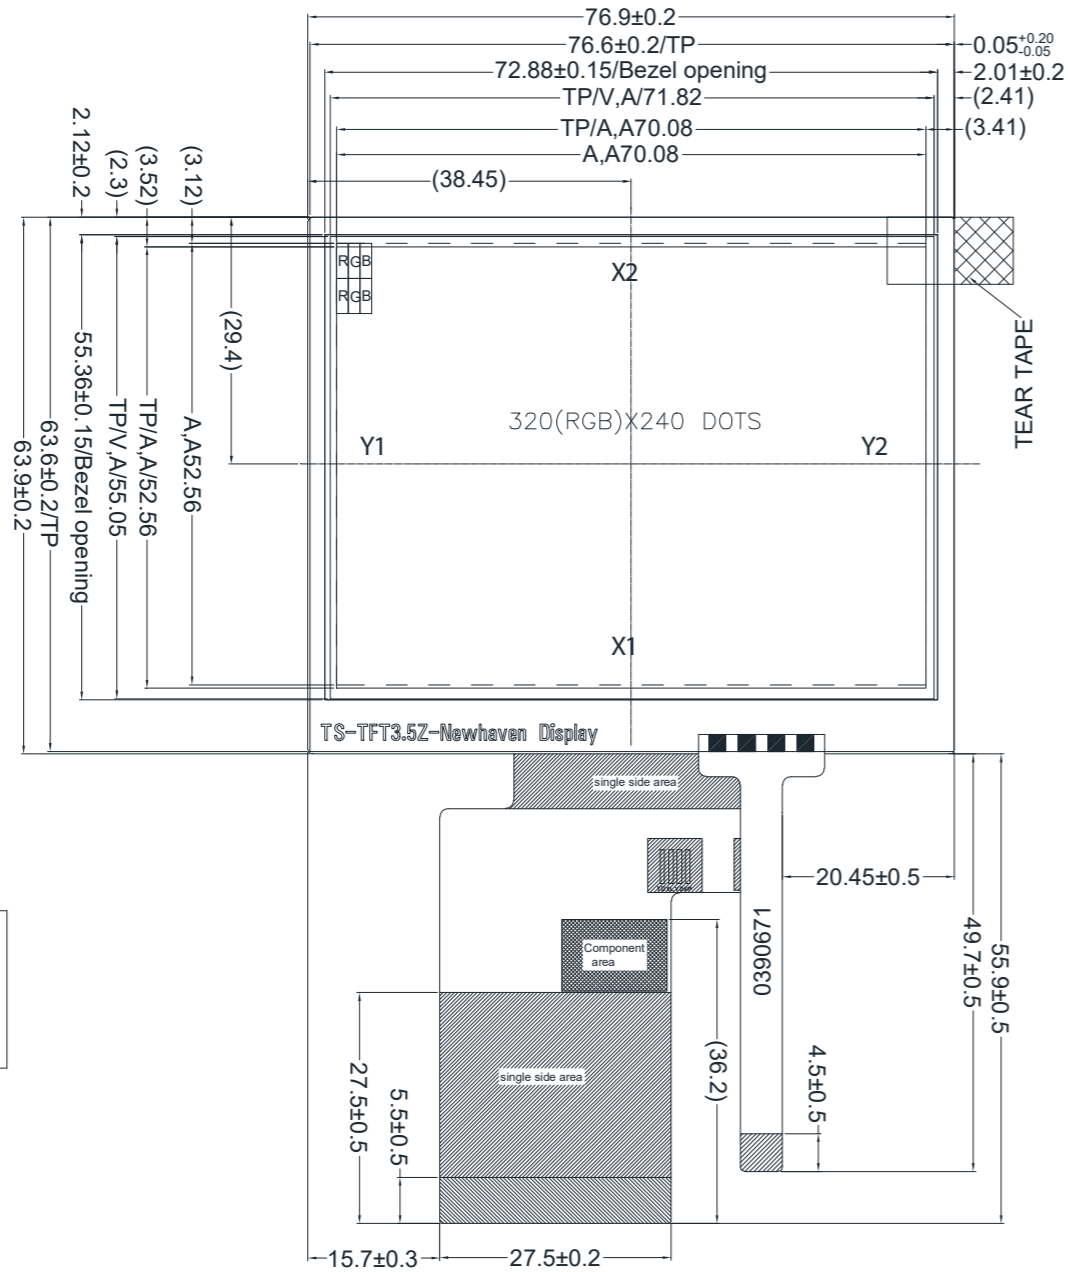 76.9±0.2
76.6±0.2/TP
0.05 +0.20 -0.05
72.88±0.15/Bezel opening
2.01±0.2
TP/V,A/71.82
(2.41)
TP/A,A70.08
(3.41)
A,A70.08
(38.45)
2.12±0.2
(2.3)
(3.52)
(3.12)
RGB
RGB
X2
TEAR TAPE
(29.4)
320(RGB)X240 DOTS
Y1
Y2
63.9±0.2
63.6±0.2/TP
55.36±0.15/Bezel opening
TP/V,A/55.05
TP/A,A/52.56
A,A52.56
X1
TS-TFT3.5Z-Newhaven Display
single side area
20.45±0.5
0390671
49.7±0.5
55.9±0.5
Component
area
(36.2)
4.5±0.5
single side area
27.5±0.5
5.5±0.5
15.7±0.3
27.5±0.2